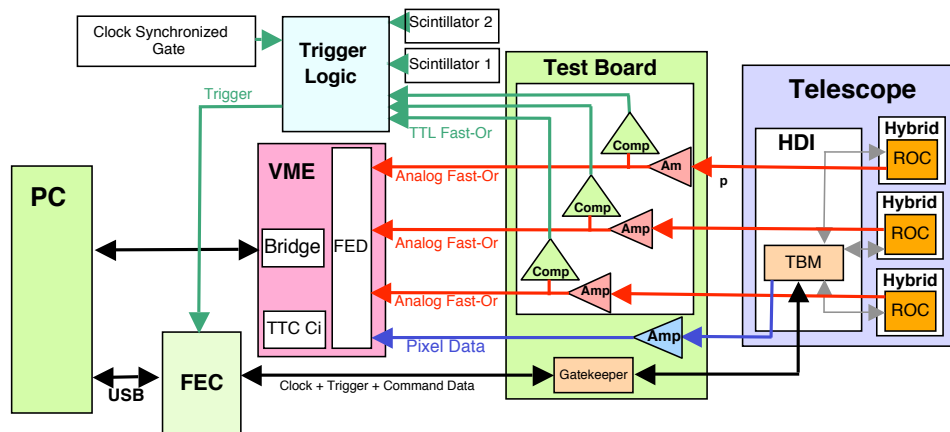 Clock Synchronized
Gate
Trigger
Logic
Scintillator 2
Scintillator 1
Test Board
Telescope
Trigger
TTL Fast-Or
Comp
HDI
Hybrid
ROC
VME
Analog Fast-Or
Am
p
PC
Comp
Hybrid
ROC
Bridge
FED
Analog Fast-Or
Amp
Comp
TBM
Hybrid
ROC
Analog Fast-Or
Amp
TTC Ci
Pixel Data
Amp
USB
FEC
Clock + Trigger + Command Data
Gatekeeper